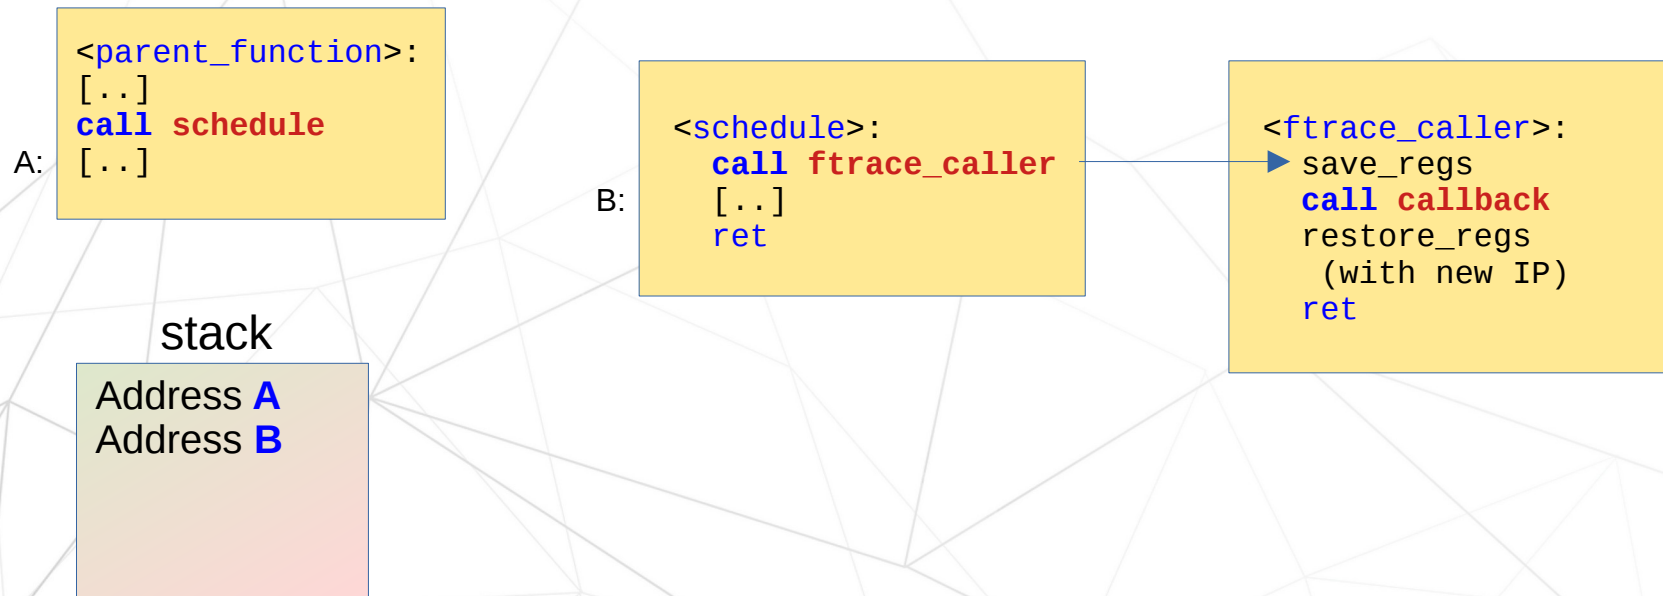 <parent_function>:
[..]
call schedule
A:
[..]
<schedule>:
call ftrace_caller
B:
[..]
ret
<ftrace_caller>:
save_regs
call callback
restore_regs
(with new IP)
ret
stack
Address A
Address B